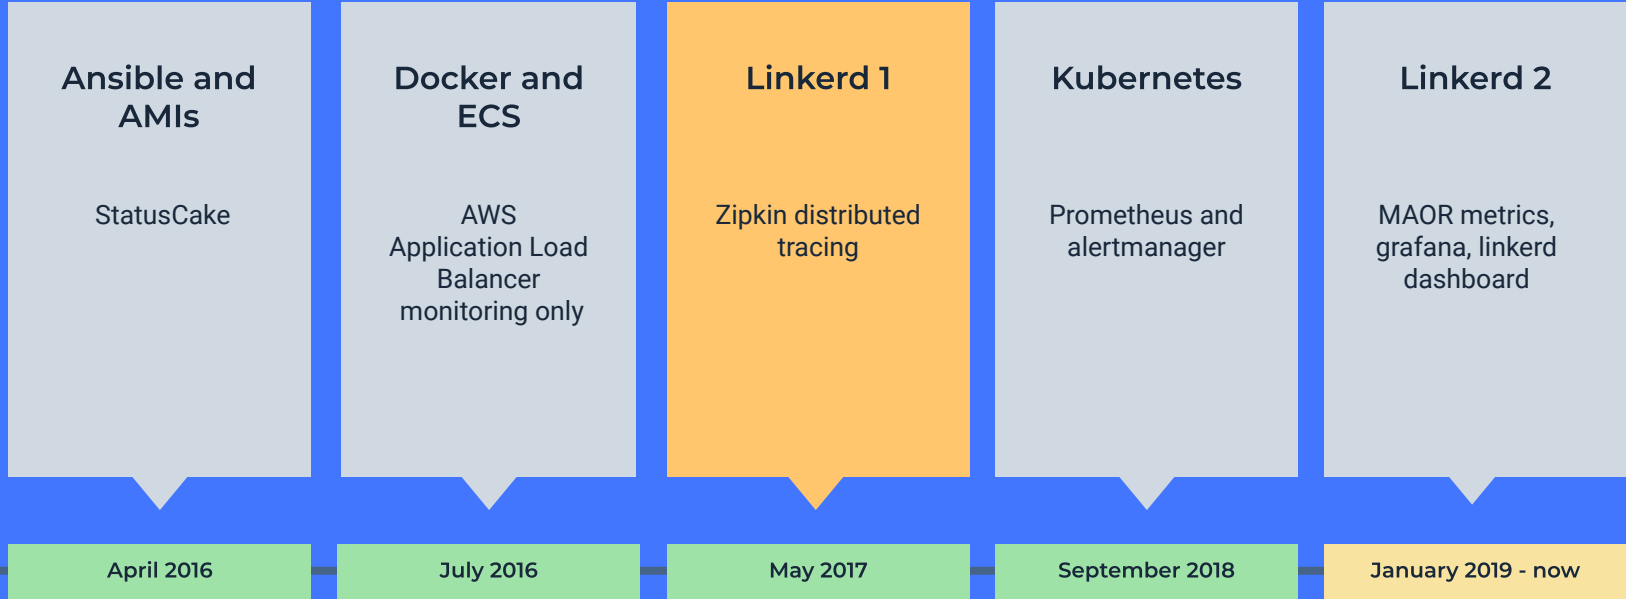 Ansible and
AMIs
StatusCake
April 2016
Docker and
ECS
AWS
Application Load
Balancer
monitoring only
July 2016
Linkerd 1
Zipkin distributed
tracing
May 2017
Kubernetes
Prometheus and
alertmanager
September 2018
Linkerd 2
MAOR metrics,
grafana, linkerd
dashboard
January 2019 - now